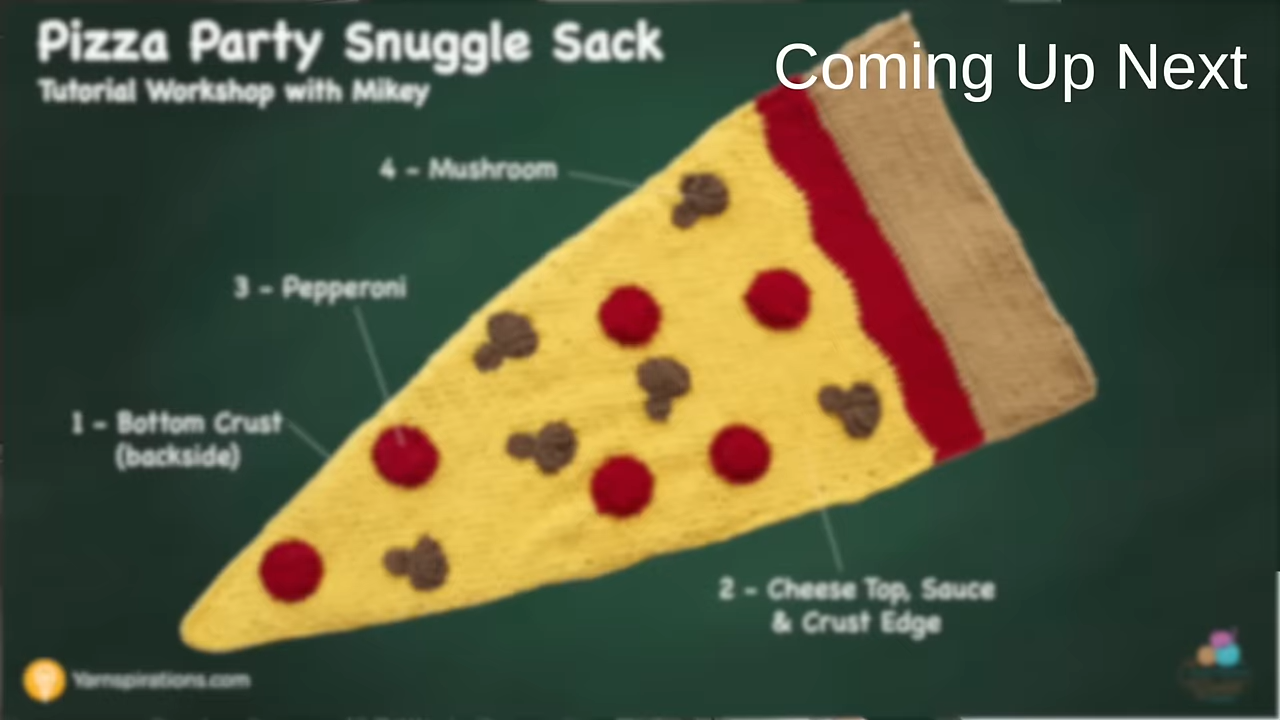 Pizza Party Snuggle Sack
Coming Up Next
Tutorial Workshop with Mikey
4 - Mushroom
3 - Pepperoni
1 - Bottom Crust
(backside)
2 - Cheese Top, Sauce
& Crust Edge
Yarnspirations.com